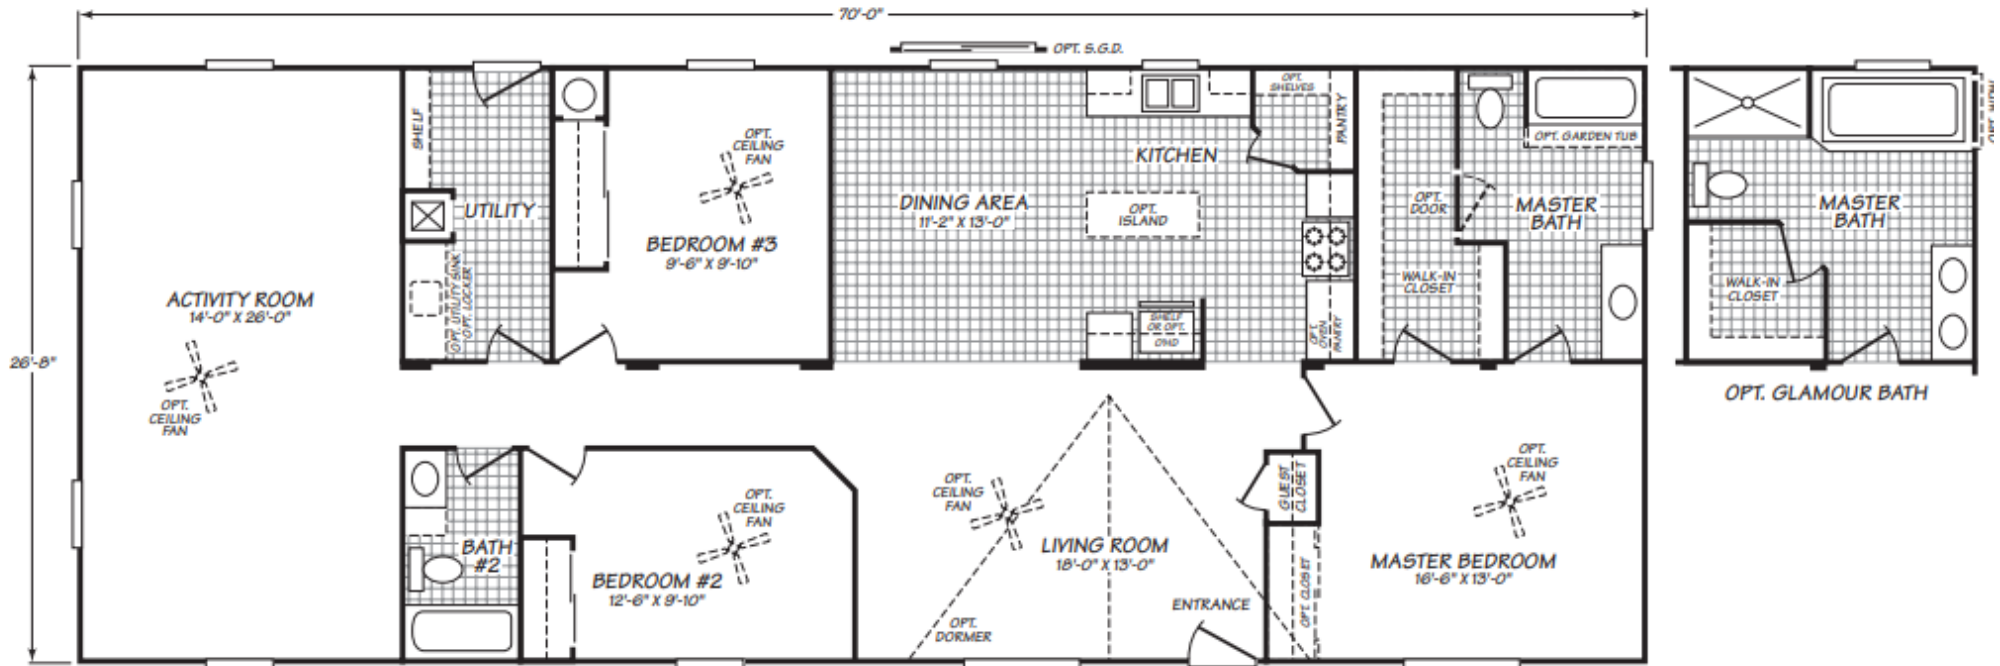 70'-0"
OPT. S.G.D.
26'-8"
ACTIVITY ROOM
14'-0" X 26'-0"
OPT.
CEILING
FAN
SHELF
UTILITY
OPT. UTILITY SINK
OPT. LOCKER
OPT.
CEILING
FAN
BEDROOM #3
9'-6" X 9'-10"
DINING AREA
11'-2" X 13'-0"
KITCHEN
OPT.
ISLAND
OPT.
SHELVES
PANTRY
SHELF
OR OPT.
OHD
OPT.
OVEN
PANTRY
OPT.
DOOR
WALK-IN
CLOSET
OPT. GARDEN TUB
MASTER
BATH
BATH
#2
OPT.
CEILING
FAN
BEDROOM #2
12'-6" X 9'-10"
OPT.
CEILING
FAN
LIVING ROOM
18'-0" X 13'-0"
OPT.
DORMER
ENTRANCE
GUEST
CLOSET
OPT. CLOSET
OPT.
CEILING
FAN
MASTER BEDROOM
16'-6" X 13'-0"
OPT. WDW
MASTER
BATH
WALK-IN
CLOSET
OPT. GLAMOUR BATH